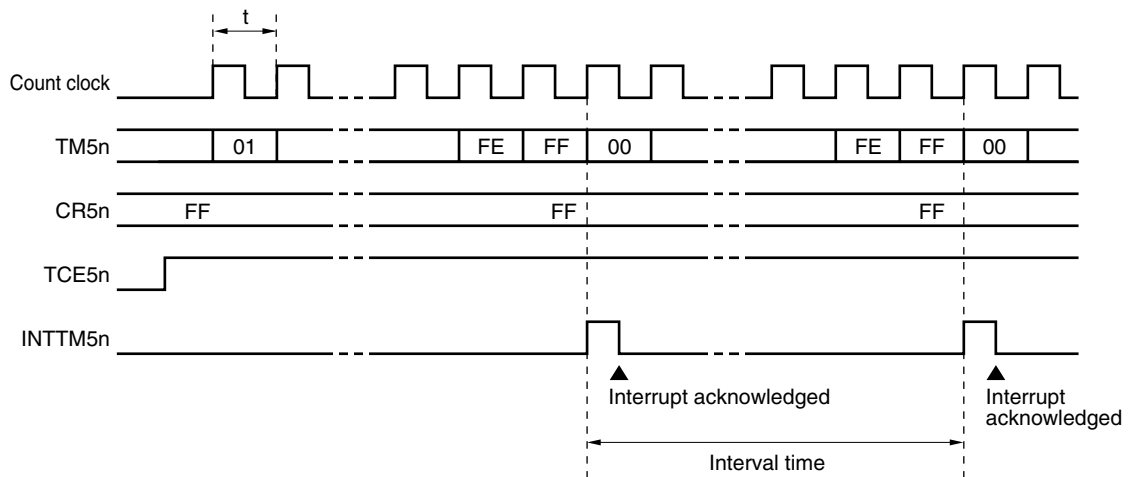 t
Count clock
TM5n 01 FE FF 00 FE FF 00
CR5n FF FF FF
TCE5n
INTTM5n
Interrupt acknowledged Interrupt
acknowledged
Interval time